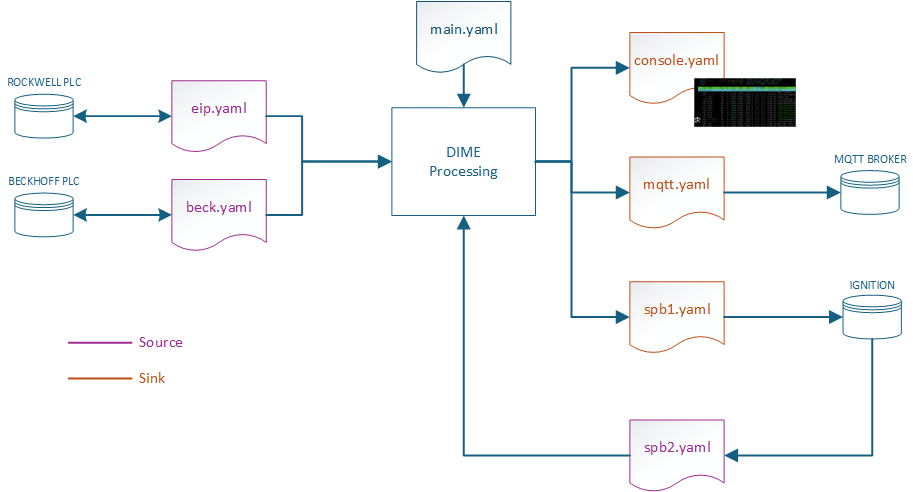 main.yaml
console.yaml
ROCKWELL PLC
eip.yaml
DIME
Processing
MQTT BROKER
BECKHOFF PLC
mqtt.yaml
beck.yaml
IGNITION
spb1.yaml
Source
Sink
spb2.yaml